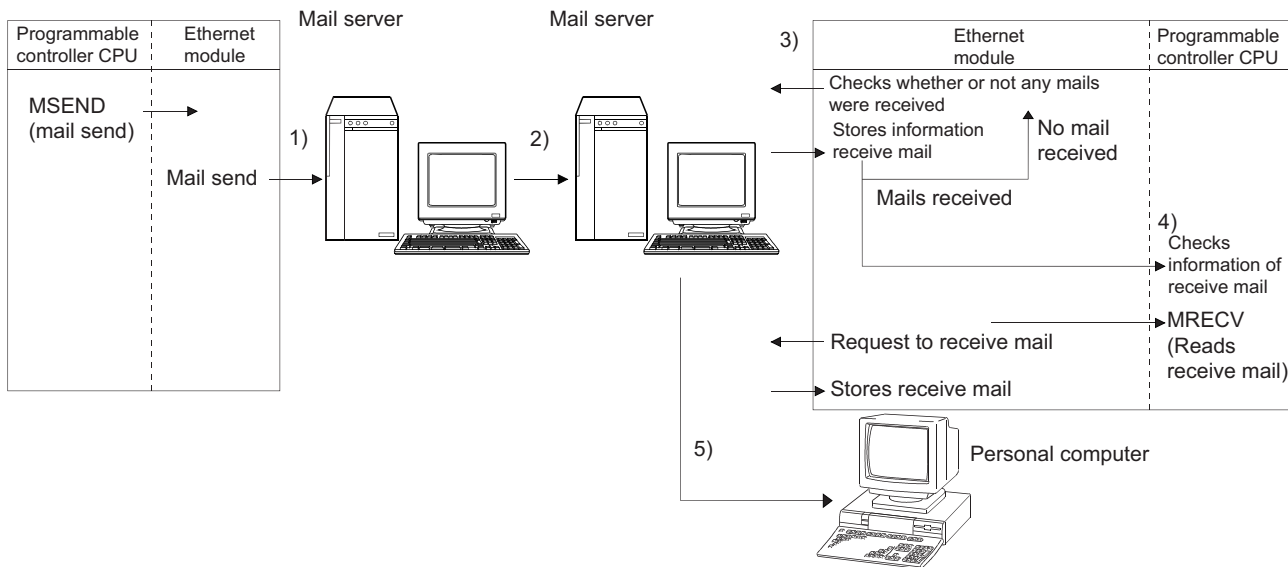 Mail server
Mail server
Programmable
controller CPU
Ethernet
module
MSEND
(mail send)
Mail send
1)
2)
3)
Ethernet
module
Programmable
controller CPU
Checks whether or not any mails
were received
Stores information
receive mail
No mail
received
Mails received
4)
Checks
information of
receive mail
MRECV
(Reads
receive mail)
Request to receive mail
Stores receive mail
5)
Personal computer